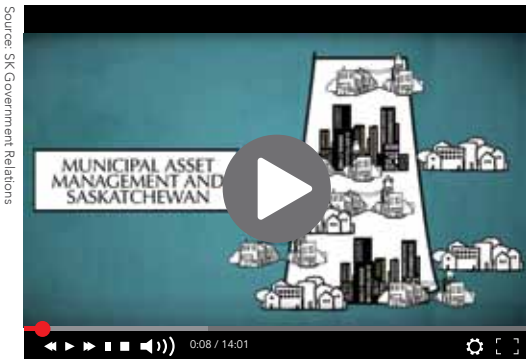 Source: SK Government Relations
MUNICIPAL ASSET
MANAGEMENT AND
SASKATCHEWAN
0:08 / 14:01